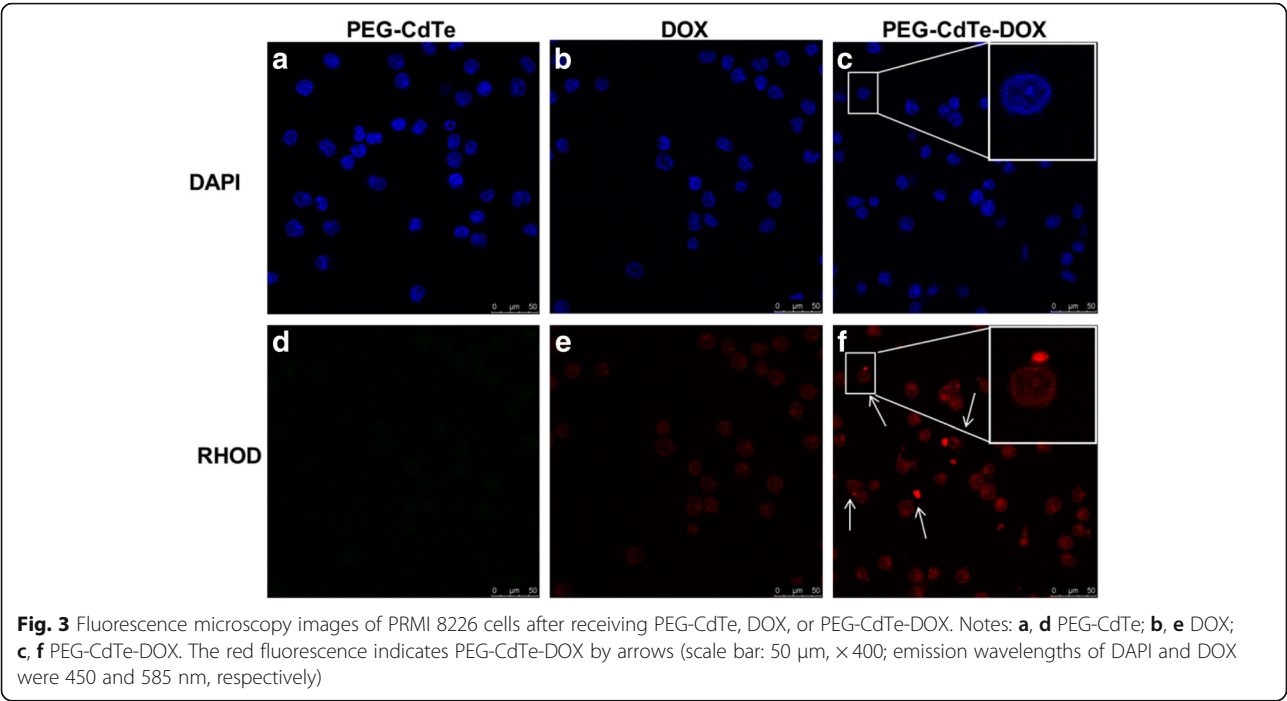 PEG-CdTe DOX PEG-CdTe-DOX
a b c
DAPI
0 µm 50 0 µm 50 0 µm 50
d e f
RHOD
0 µm 50 0 µm 50 0 µm 50
Fig. 3 Fluorescence microscopy images of PRMI 8226 cells after receiving PEG-CdTe, DOX, or PEG-CdTe-DOX. Notes: a, d PEG-CdTe; b, e DOX;
c, f PEG-CdTe-DOX. The red fluorescence indicates PEG-CdTe-DOX by arrows (scale bar: 50 µm, × 400; emission wavelengths of DAPI and DOX
were 450 and 585 nm, respectively)